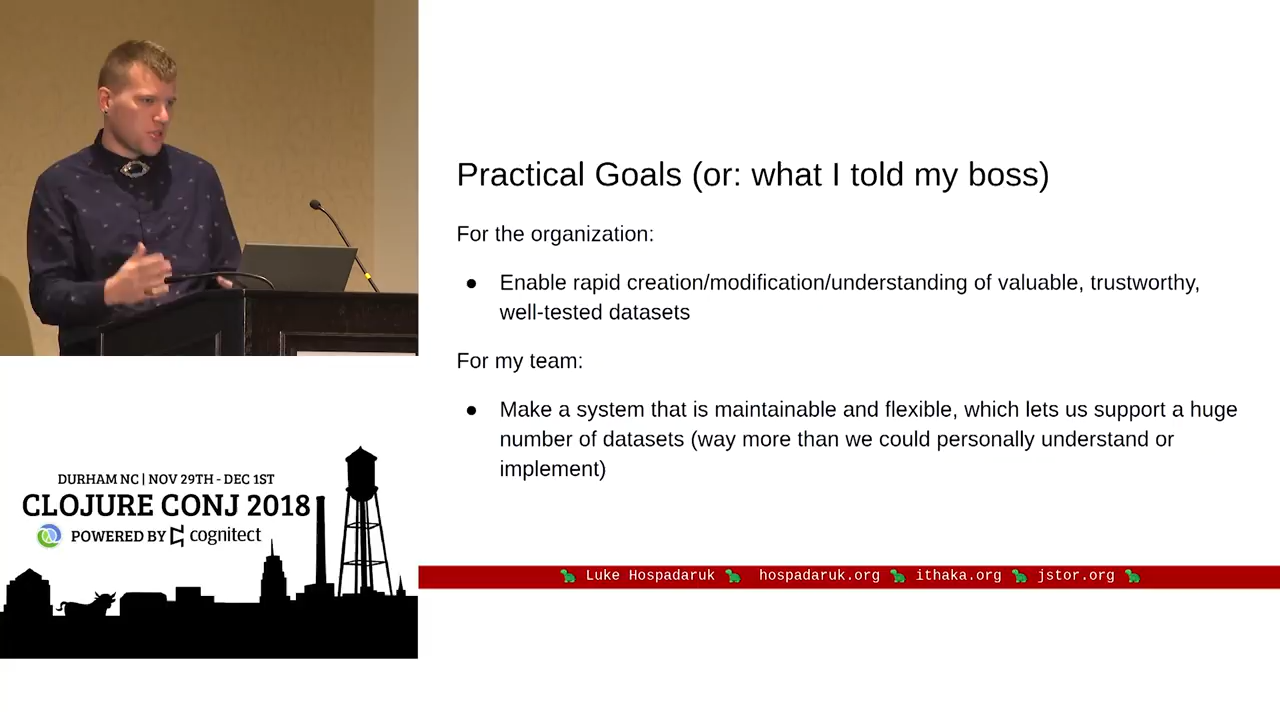 Practical Goals (or: what I told my boss)
For the organization:
● Enable rapid creation/modification/understanding of valuable, trustworthy,
well-tested datasets
For my team:
● Make a system that is maintainable and flexible, which lets us support a huge
number of datasets (way more than we could personally understand or
implement)
Luke Hospadaruk hospadaruk.org ithaka.org jstor.org
DURHAM NC | NOV 29TH - DEC 1ST
CLOJURE CONJ 2018
POWERED BY cognitect